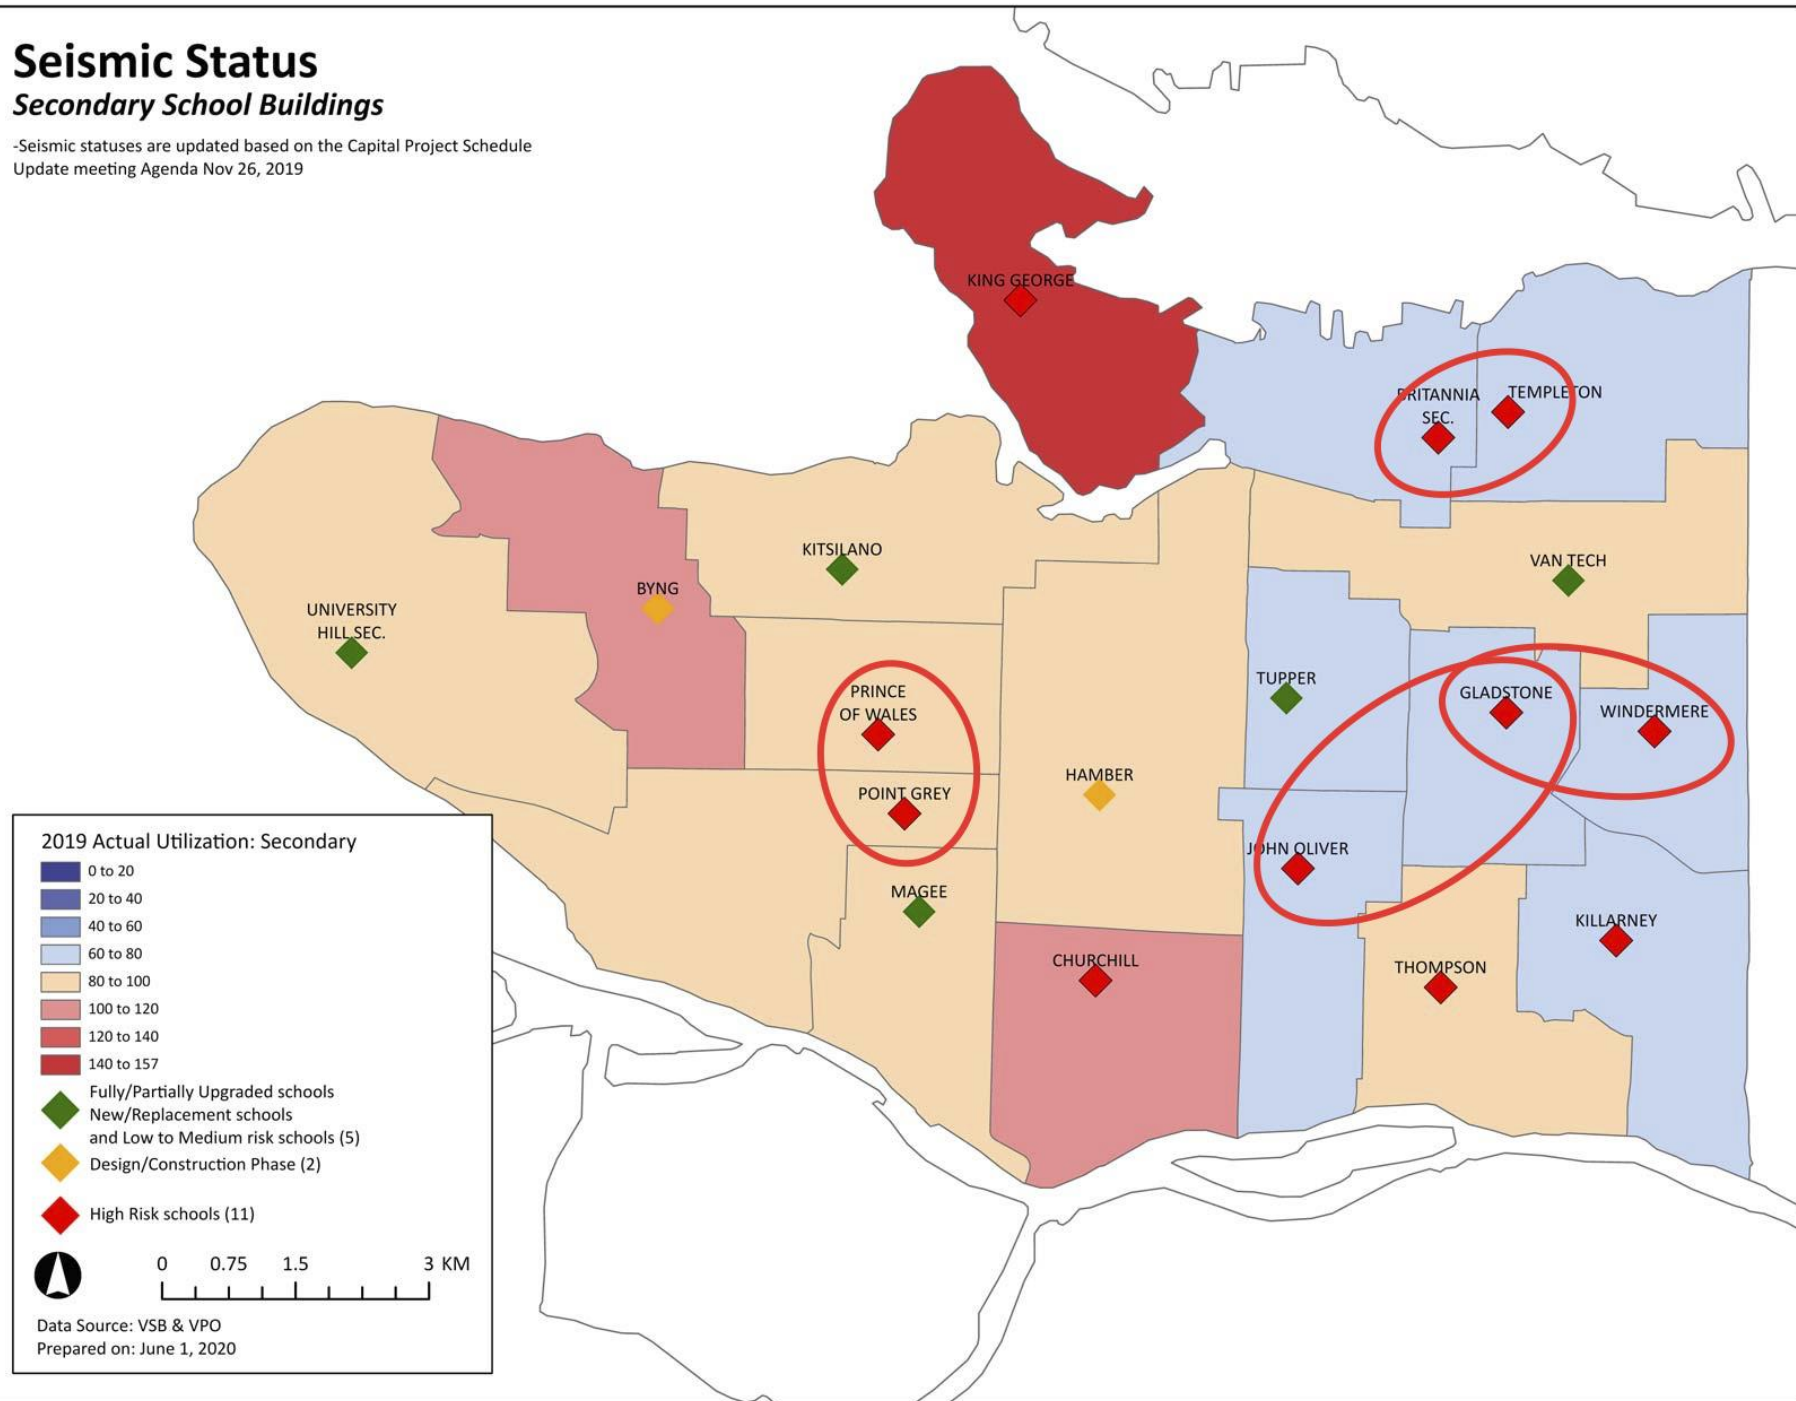 Seismic Status
Secondary School Buildings
-Seismic statuses are updated based on the Capital Project Schedule
Update meeting Agenda Nov 26, 2019
KING GEORGE
BRITANNIA
SEC.
TEMPLETON
KITSILANO
VAN TECH
BYNG
UNIVERSITY
HILL SEC.
TUPPER
PRINCE
OF WALES
GLADSTONE
WINDERMERE
HAMBER
POINT GREY
JOHN OLIVER
MAGEE
KILLARNEY
CHURCHILL
THOMPSON
2019 Actual Utilization: Secondary
0 to 20
20 to 40
40 to 60
60 to 80
80 to 100
100 to 120
120 to 140
140 to 157
Fully/Partially Upgraded schools
New/Replacement schools
and Low to Medium risk schools (5)
Design/Construction Phase (2)
High Risk schools (11)
0 0.75 1.5 3 KM
Data Source: VSB & VPO
Prepared on: June 1, 2020